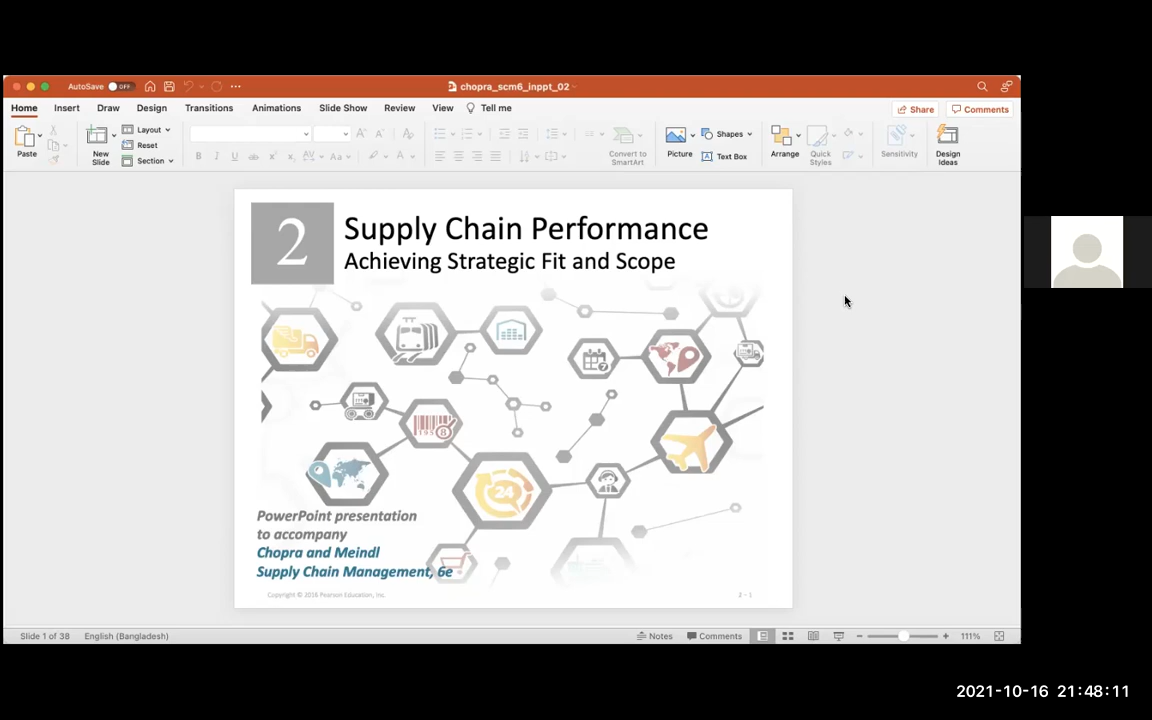 AutoSave OFF
chopra_scm6_inppt_02
Home Insert Draw Design Transitions Animations Slide Show Review View Tell me
Share Comments
Paste
New Slide
Layout
Reset
Section
B I U
Convert to SmartArt
Picture
Shapes
Text Box
Arrange
Quick Styles
Sensitivity
Design Ideas
2
Supply Chain Performance
Achieving Strategic Fit and Scope
7
24
PowerPoint presentation
to accompany
Chopra and Meindl
Supply Chain Management, 6e
Copyright © 2016 Pearson Education, Inc.
2 – 1
Slide 1 of 38 English (Bangladesh)
Notes Comments 111%
2021-10-16 21:48:11